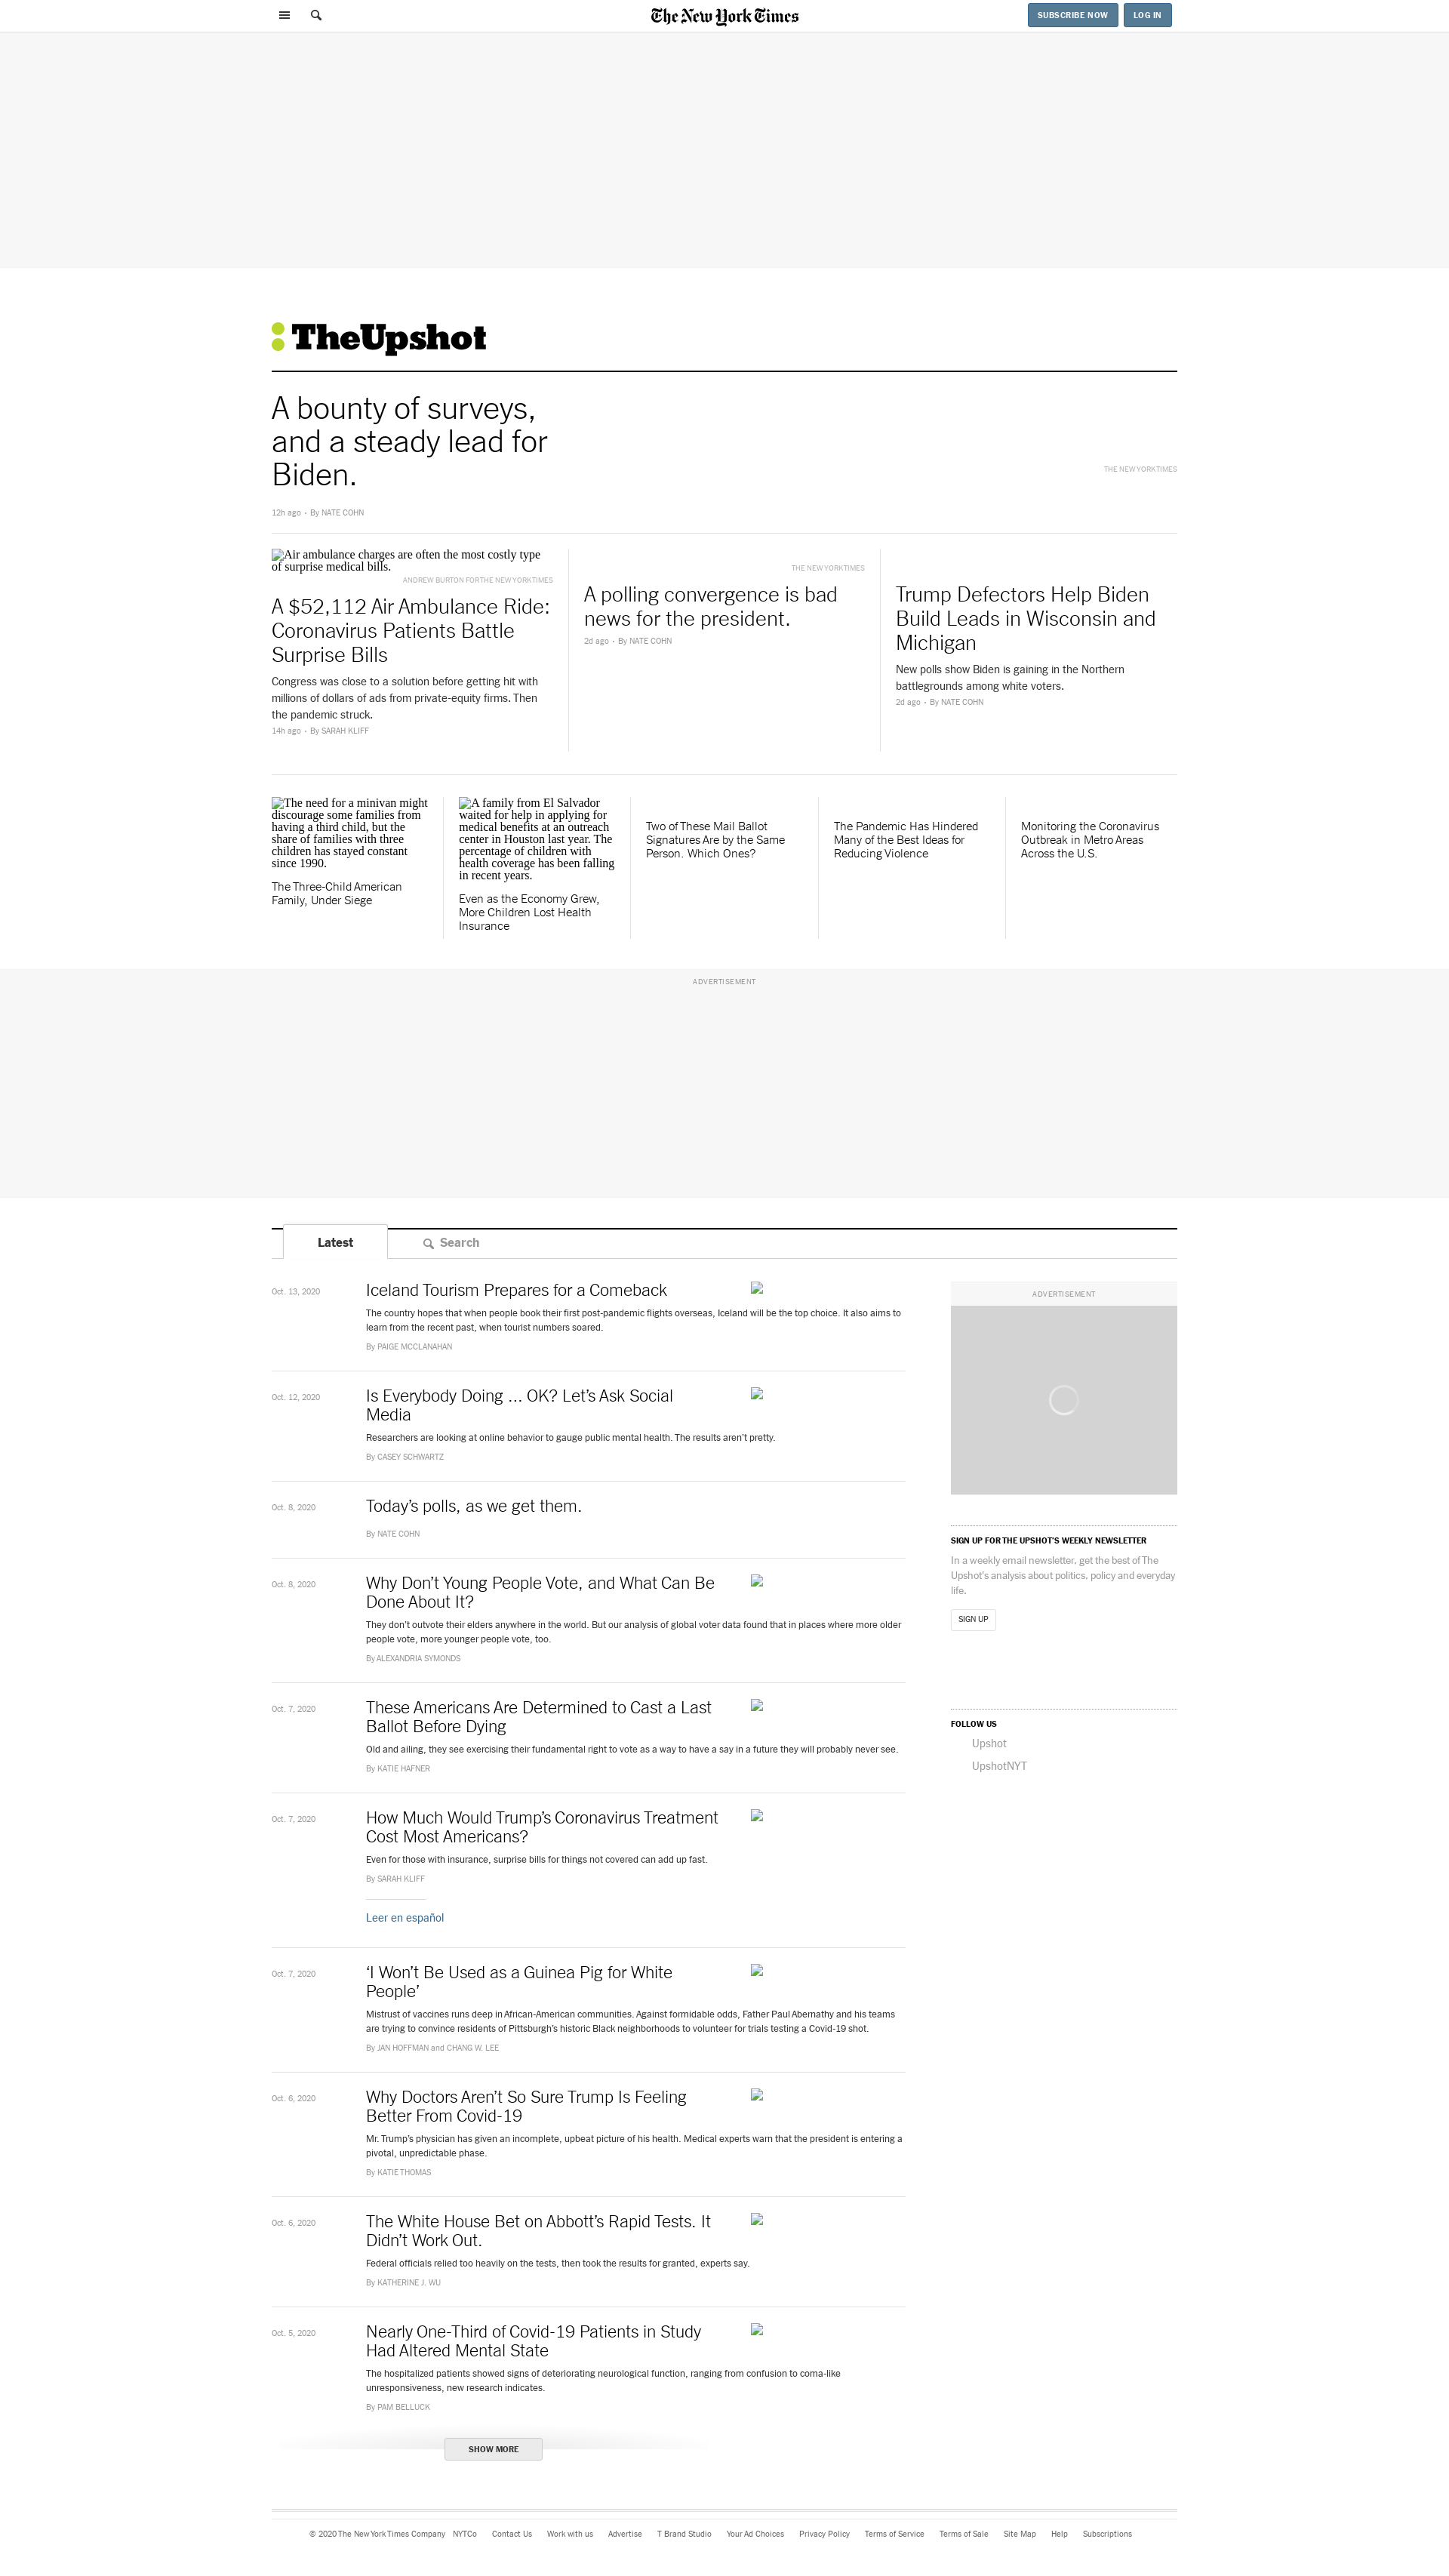 The New York Times
SUBSCRIBE NOW
LOG IN
TheUpshot
A bounty of surveys,
and a steady lead for
Biden.
THE NEW YORK TIMES
12h ago • By NATE COHN
Air ambulance charges are often the most costly type
of surprise medical bills.
ANDREW BURTON FOR THE NEW YORK TIMES
A $52,112 Air Ambulance Ride:
Coronavirus Patients Battle
Surprise Bills
Congress was close to a solution before getting hit with
millions of dollars of ads from private-equity firms. Then
the pandemic struck.
14h ago • By SARAH KLIFF
THE NEW YORK TIMES
A polling convergence is bad
news for the president.
2d ago • By NATE COHN
Trump Defectors Help Biden
Build Leads in Wisconsin and
Michigan
New polls show Biden is gaining in the Northern
battlegrounds among white voters.
2d ago • By NATE COHN
The need for a minivan might
discourage some families from
having a third child, but the
share of families with three
children has stayed constant
since 1990.
The Three-Child American
Family, Under Siege
A family from El Salvador
waited for help in applying for
medical benefits at an outreach
center in Houston last year. The
percentage of children with
health coverage has been falling
in recent years.
Even as the Economy Grew,
More Children Lost Health
Insurance
Two of These Mail Ballot
Signatures Are by the Same
Person. Which Ones?
The Pandemic Has Hindered
Many of the Best Ideas for
Reducing Violence
Monitoring the Coronavirus
Outbreak in Metro Areas
Across the U.S.
ADVERTISEMENT
Latest
Search
Oct. 13, 2020
Iceland Tourism Prepares for a Comeback
The country hopes that when people book their first post-pandemic flights overseas, Iceland will be the top choice. It also aims to
learn from the recent past, when tourist numbers soared.
By PAIGE MCCLANAHAN
Oct. 12, 2020
Is Everybody Doing … OK? Let’s Ask Social
Media
Researchers are looking at online behavior to gauge public mental health. The results aren’t pretty.
By CASEY SCHWARTZ
Oct. 8, 2020
Today’s polls, as we get them.
By NATE COHN
Oct. 8, 2020
Why Don’t Young People Vote, and What Can Be
Done About It?
They don’t outvote their elders anywhere in the world. But our analysis of global voter data found that in places where more older
people vote, more younger people vote, too.
By ALEXANDRIA SYMONDS
Oct. 7, 2020
These Americans Are Determined to Cast a Last
Ballot Before Dying
Old and ailing, they see exercising their fundamental right to vote as a way to have a say in a future they will probably never see.
By KATIE HAFNER
Oct. 7, 2020
How Much Would Trump’s Coronavirus Treatment
Cost Most Americans?
Even for those with insurance, surprise bills for things not covered can add up fast.
By SARAH KLIFF
Leer en español
Oct. 7, 2020
‘I Won’t Be Used as a Guinea Pig for White
People’
Mistrust of vaccines runs deep in African-American communities. Against formidable odds, Father Paul Abernathy and his teams
are trying to convince residents of Pittsburgh’s historic Black neighborhoods to volunteer for trials testing a Covid-19 shot.
By JAN HOFFMAN and CHANG W. LEE
Oct. 6, 2020
Why Doctors Aren’t So Sure Trump Is Feeling
Better From Covid-19
Mr. Trump’s physician has given an incomplete, upbeat picture of his health. Medical experts warn that the president is entering a
pivotal, unpredictable phase.
By KATIE THOMAS
Oct. 6, 2020
The White House Bet on Abbott’s Rapid Tests. It
Didn’t Work Out.
Federal officials relied too heavily on the tests, then took the results for granted, experts say.
By KATHERINE J. WU
Oct. 5, 2020
Nearly One-Third of Covid-19 Patients in Study
Had Altered Mental State
The hospitalized patients showed signs of deteriorating neurological function, ranging from confusion to coma-like
unresponsiveness, new research indicates.
By PAM BELLUCK
SHOW MORE
ADVERTISEMENT
SIGN UP FOR THE UPSHOT’S WEEKLY NEWSLETTER
In a weekly email newsletter, get the best of The
Upshot’s analysis about politics, policy and everyday
life.
SIGN UP
FOLLOW US
Upshot
UpshotNYT
© 2020 The New York Times Company NYTCo Contact Us Work with us Advertise T Brand Studio Your Ad Choices Privacy Policy Terms of Service Terms of Sale Site Map Help Subscriptions